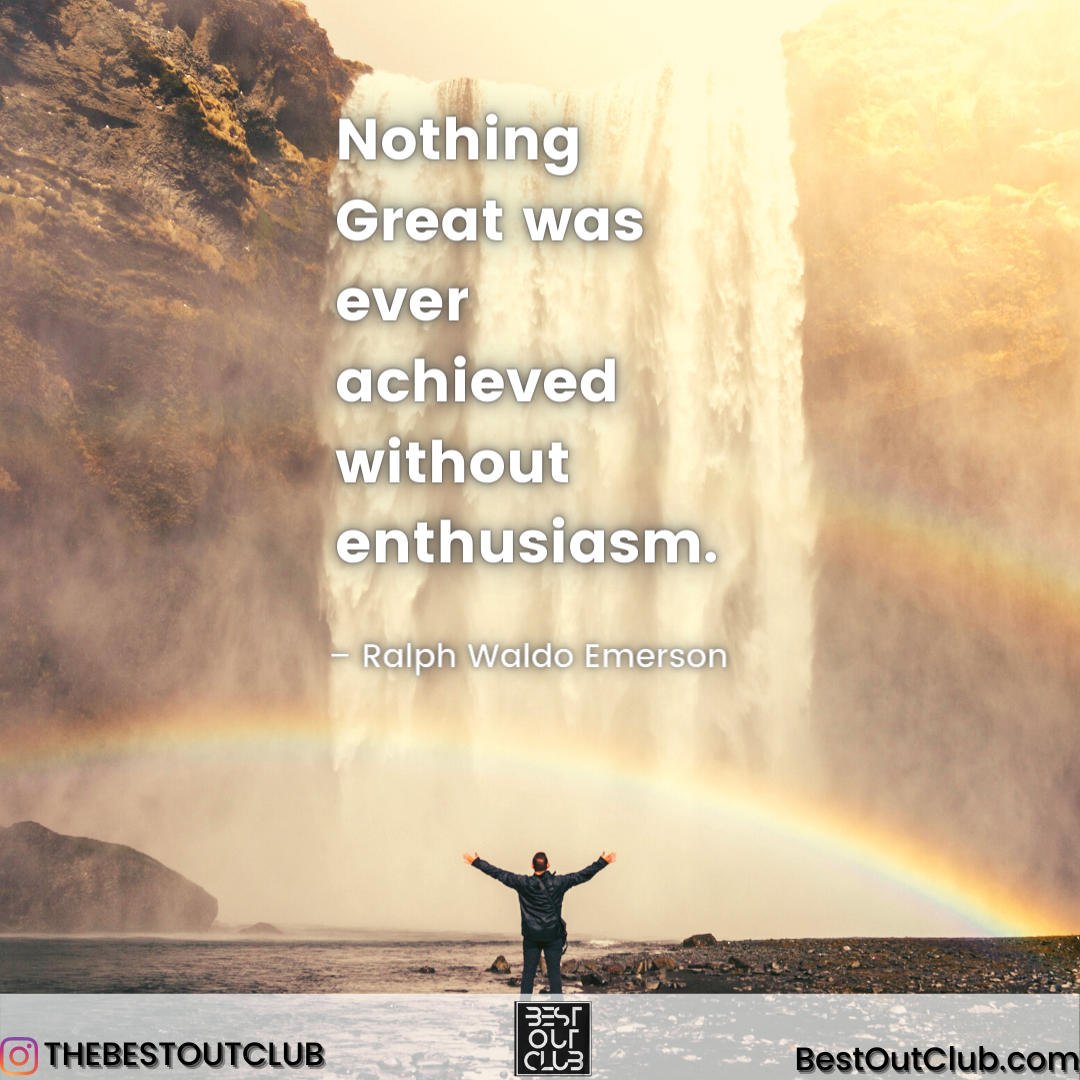 Nothing
Great was
ever
achieved
without
enthusiasm.
– Ralph Waldo Emerson
BEST
OUT
CLUB
THEBESTOUTCLUB
BestOutClub.com